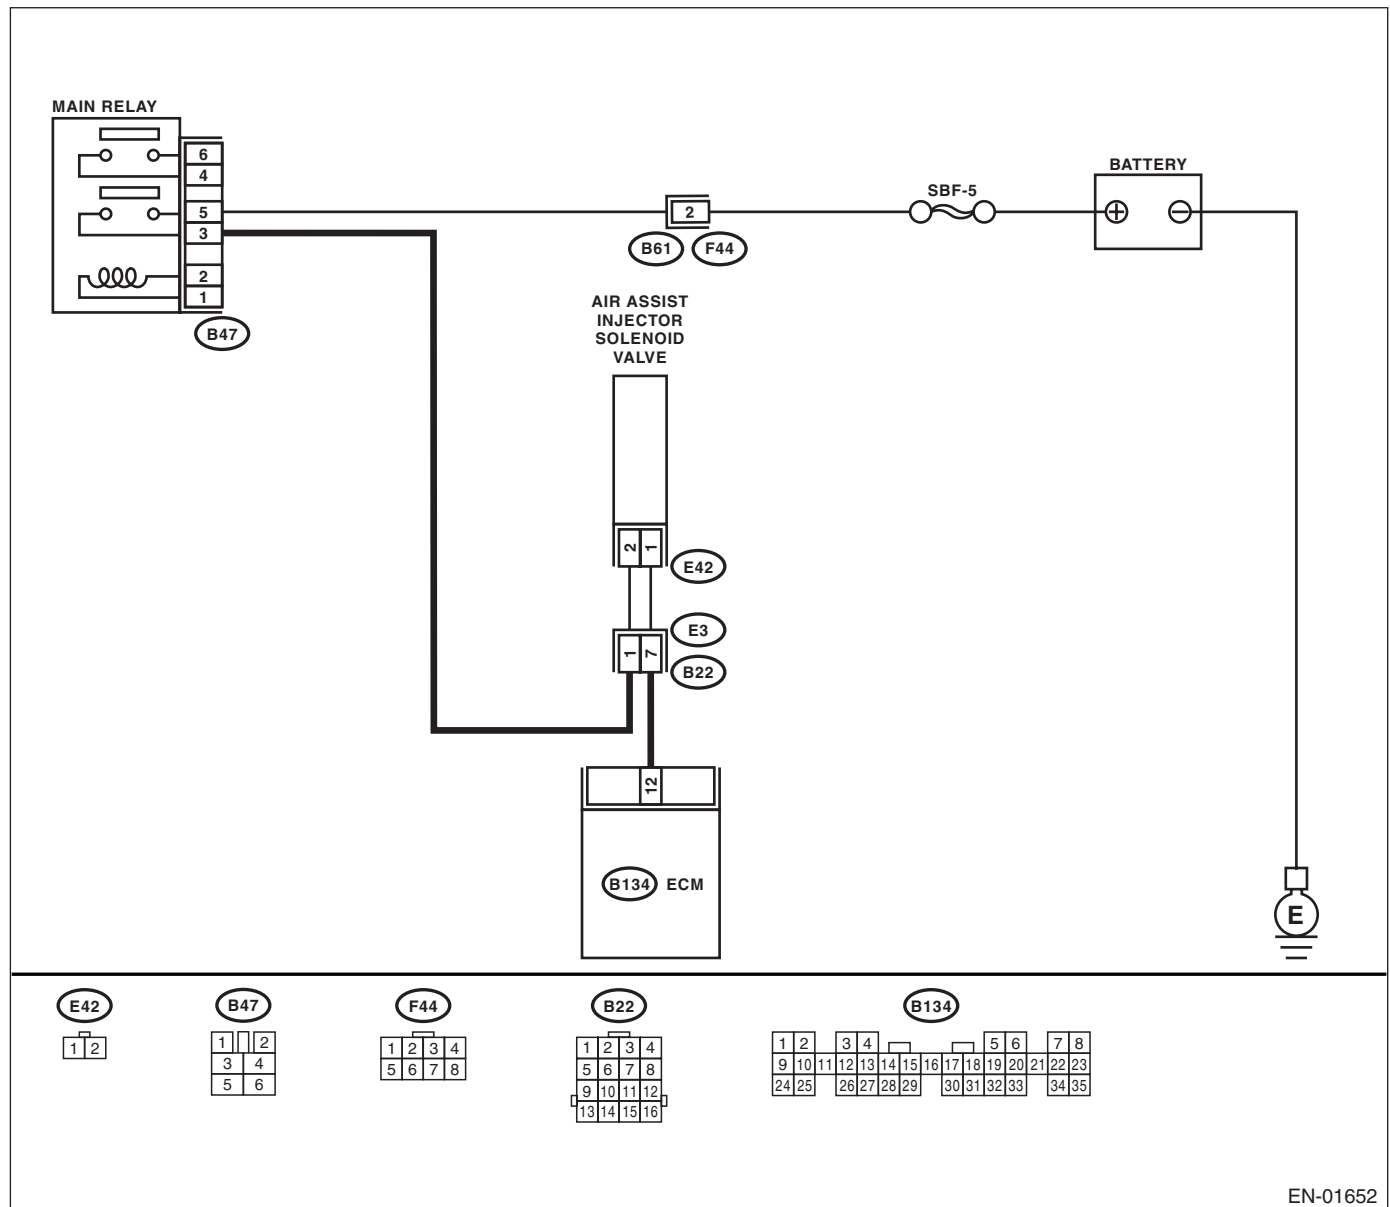 MAIN RELAY
6
4
5
3
2
1
B47
2
B61 F44
SBF-5
BATTERY
AIR ASSIST
INJECTOR
SOLENOID
VALVE
2 1
E42
E3
1 7
B22
12
B134 ECM
E
E42
1 2
B47
1 2
3 4
5 6
F44
1 2 3 4
5 6 7 8
B22
1 2 3 4
5 6 7 8
9 10 11 12
13 14 15 16
B134
1 2 3 4 5 6 7 8
9 10 11 12 13 14 15 16 17 18 19 20 21 22 23
24 25 26 27 28 29 30 31 32 33 34 35
EN-01652